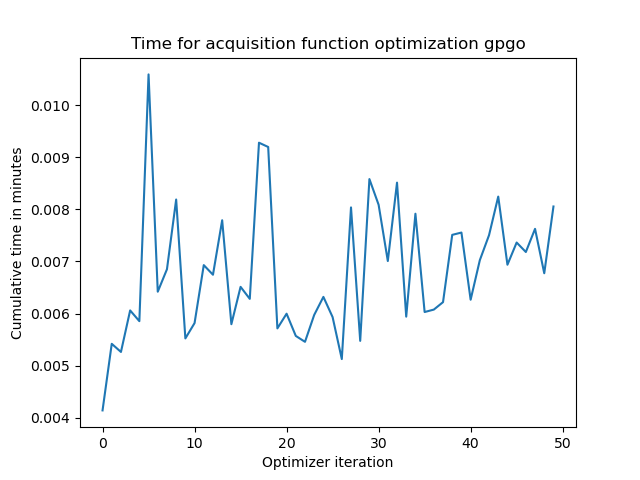 Time for acquisition function optimization gpgo
0.010
0.009
0.008
0.007
0.006
0.005
0.004
Cumulative time in minutes
0 10 20 30 40 50
Optimizer iteration